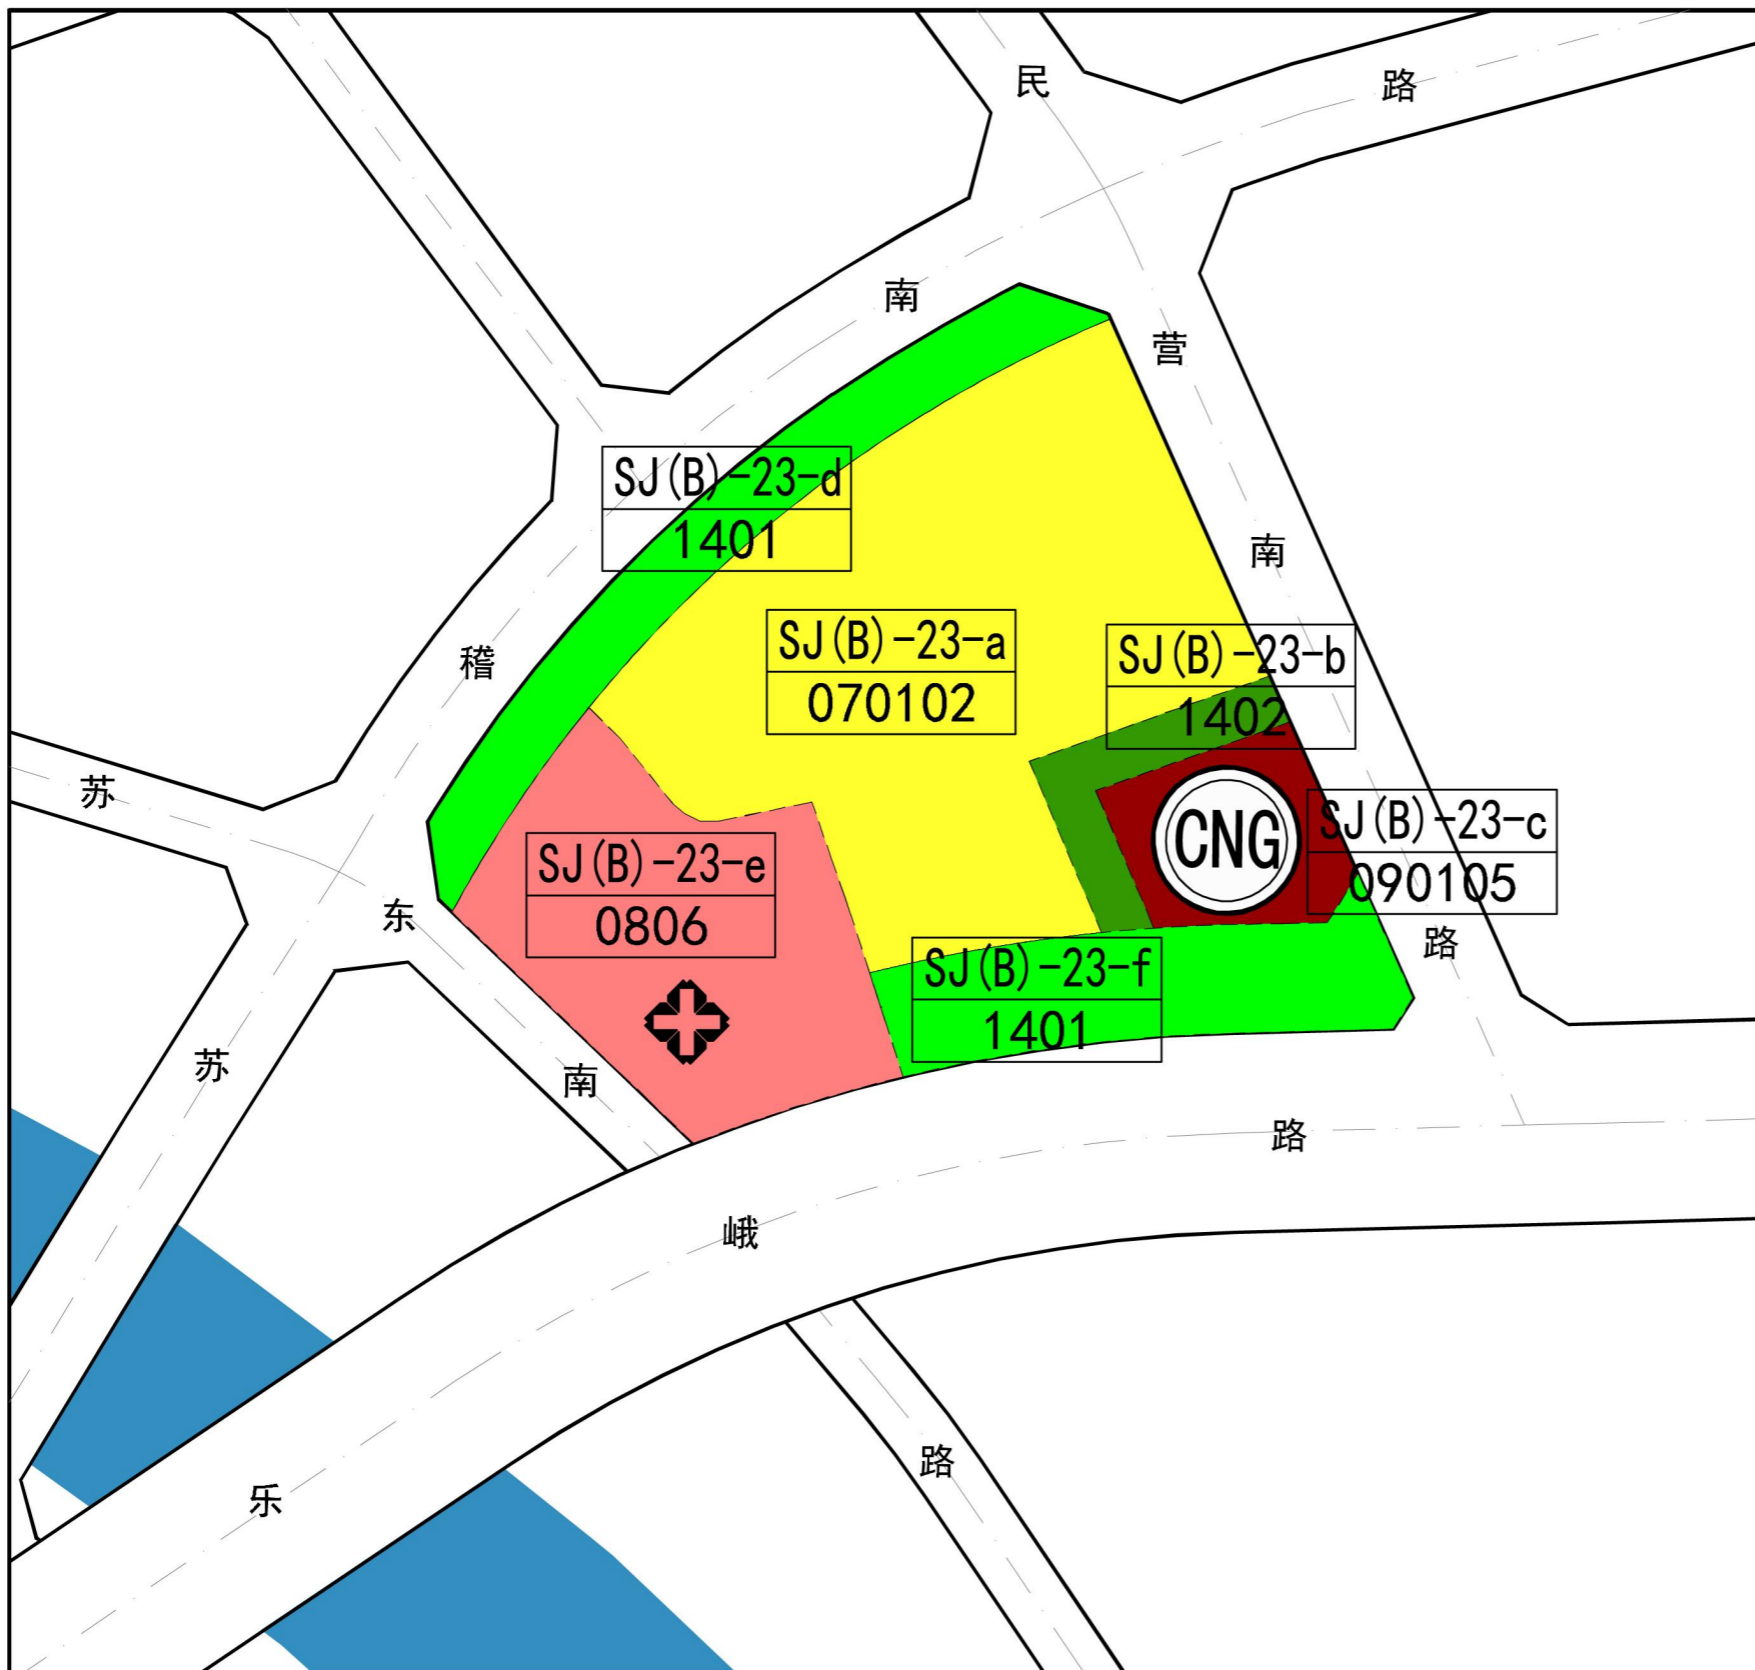 民
路
南
营
SJ(B)-23-d
1401
南
SJ(B)-23-a
070102
SJ(B)-23-b
1402
稽
苏
CNG
SJ(B)-23-c
090105
SJ(B)-23-e
0806
东
路
SJ(B)-23-f
1401
苏
南
路
峨
路
乐